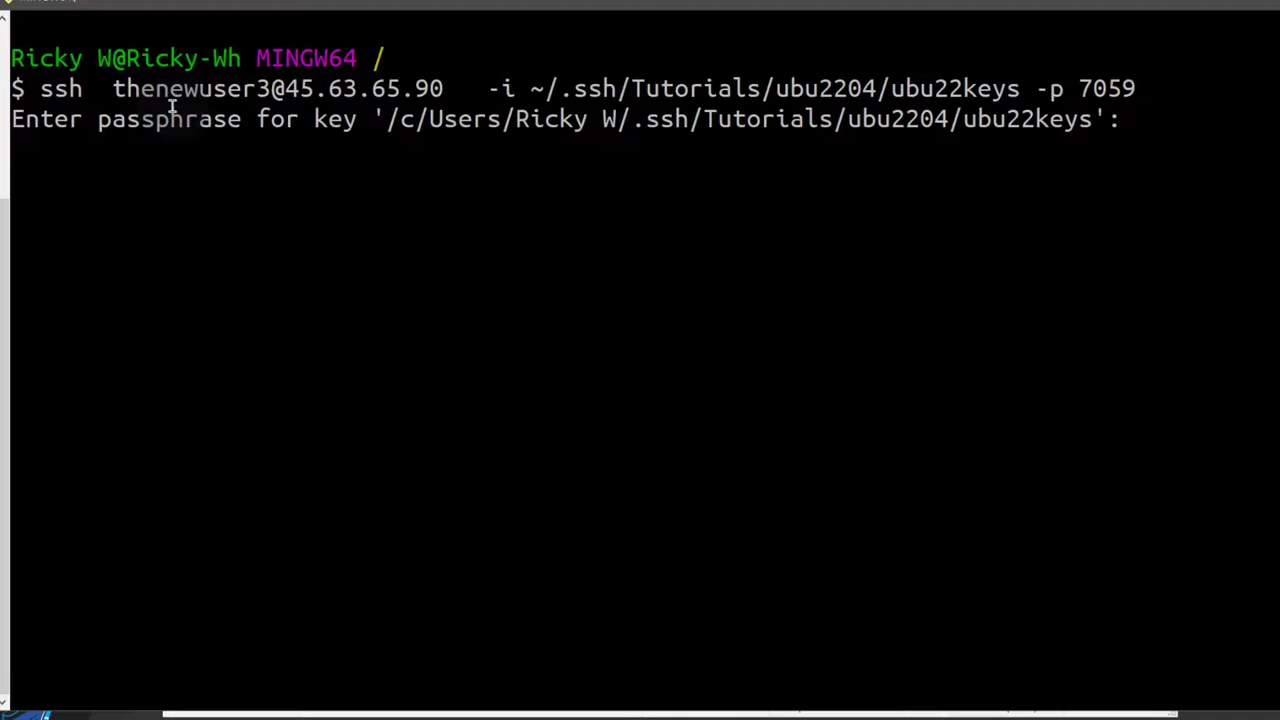 Ricky W@Ricky-Wh MINGW64 /
$ ssh  thenewuser3@45.63.65.90   -i ~/.ssh/Tutorials/ubu2204/ubu22keys -p 7059
Enter passphrase for key '/c/Users/Ricky W/.ssh/Tutorials/ubu2204/ubu22keys':